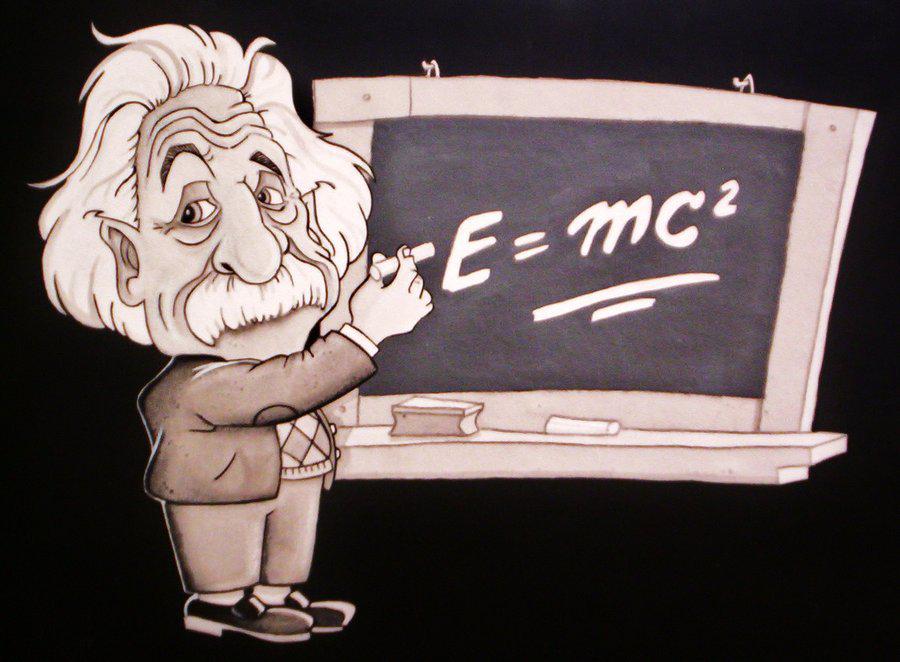 E = mc²